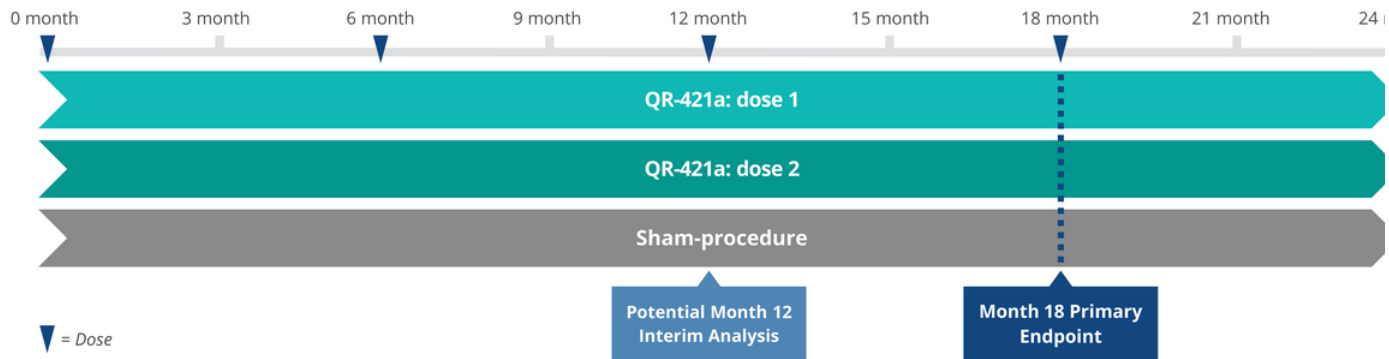 0 month 3 month 6 month 9 month 12 month 15 month 18 month 21 month 24
QR-421a: dose 1
QR-421a: dose 2
Sham-procedure
Potential Month 12
Interim Analysis
Month 18 Primary
Endpoint
= Dose